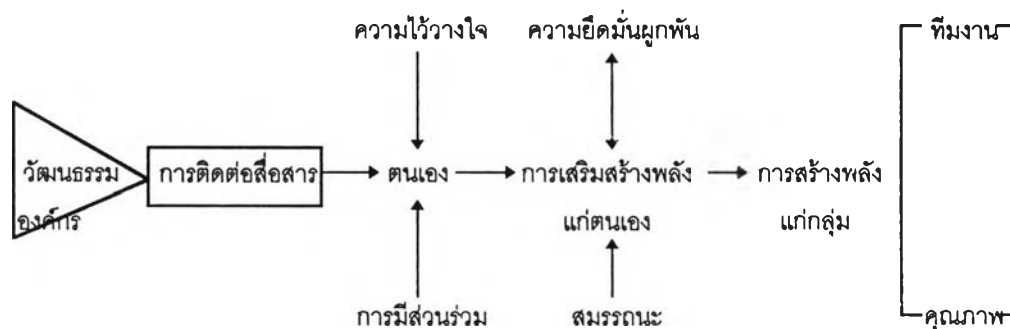 ความไว้วางใจ ความยึดมั่นผูกพัน ทีมงาน
วัฒนธรรม การติดต่อสื่อสาร ตนเอง การเสริมสร้างพลัง การสร้างพลัง
องค์กร แก่ตนเอง แก่กลุ่ม
การมีส่วนร่วม สมรรถนะ คุณภาพ